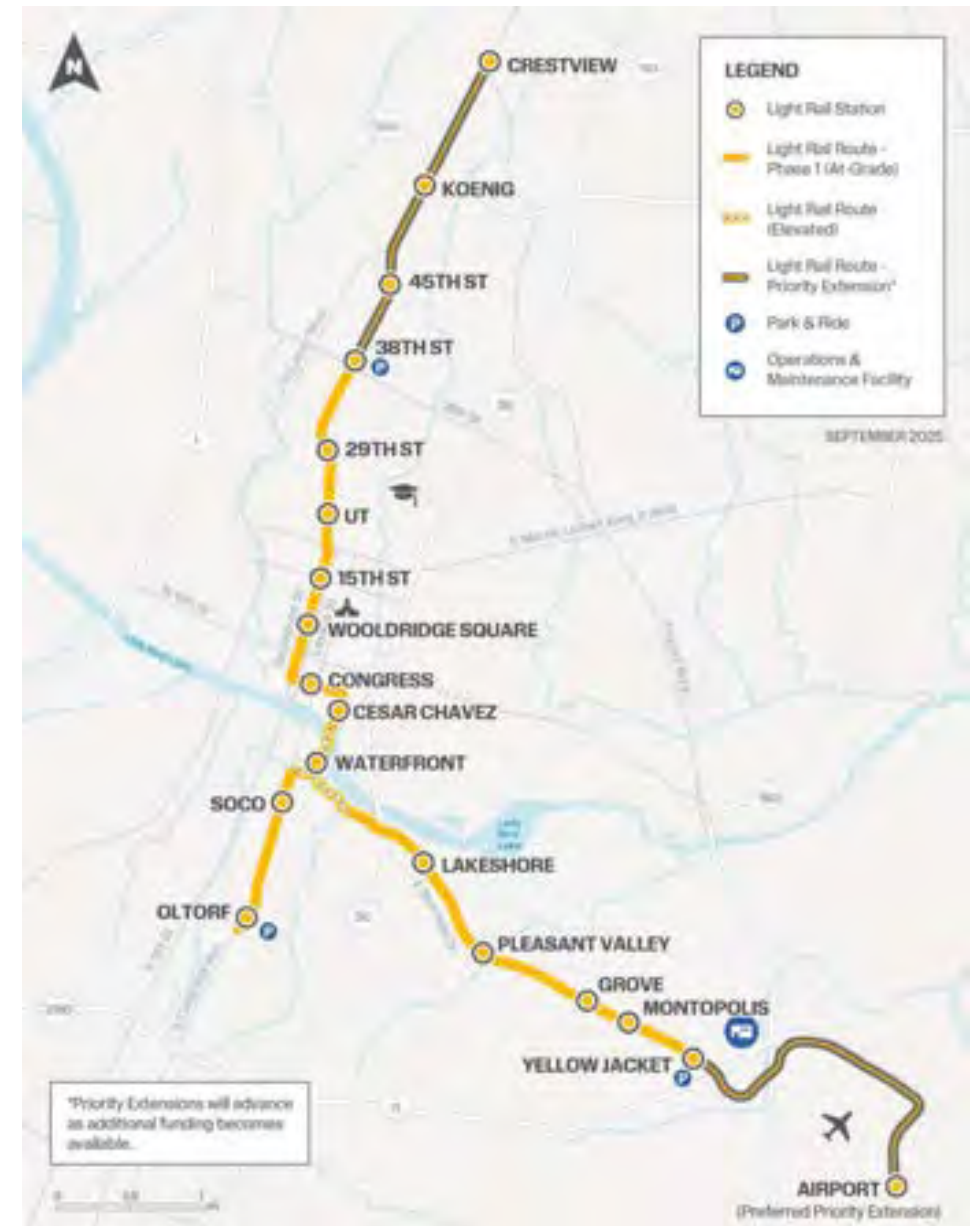 N
CRESTVIEW
KOENIG
45TH ST
38TH ST
29TH ST
UT
15TH ST
WOOLDRIDGE SQUARE
CONGRESS
CESAR CHAVEZ
WATERFRONT
SOCO
LAKESHORE
OLTORF
PLEASANT VALLEY
GROVE
MONTOPOLIS
YELLOW JACKET
AIRPORT
(Preferred Priority Extension)
LEGEND
Light Rail Station
Light Rail Route -
Phase 1 (At-Grade)
Light Rail Route
(Elevated)
Light Rail Route -
Priority Extension*
P
Park & Ride
Operations &
Maintenance Facility
SEPTEMBER 2025
*Priority Extensions will advance
as additional funding becomes
available.